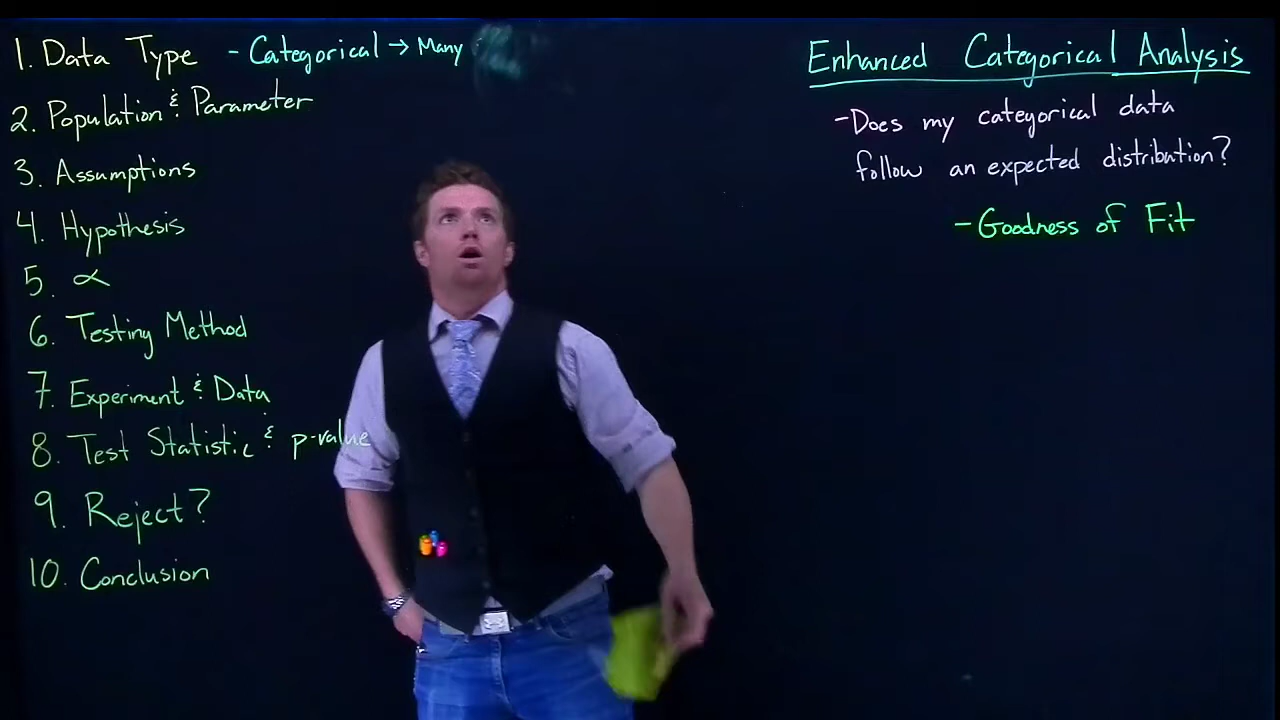 1. Data Type - Categorical → Many
2. Population & Parameter
3. Assumptions
4. Hypothesis
5. α
6. Testing Method
7. Experiment & Data
8. Test Statistic & p-value
9. Reject?
10. Conclusion
Enhanced Categorical Analysis
-Does my categorical data
follow an expected distribution?
-Goodness of Fit